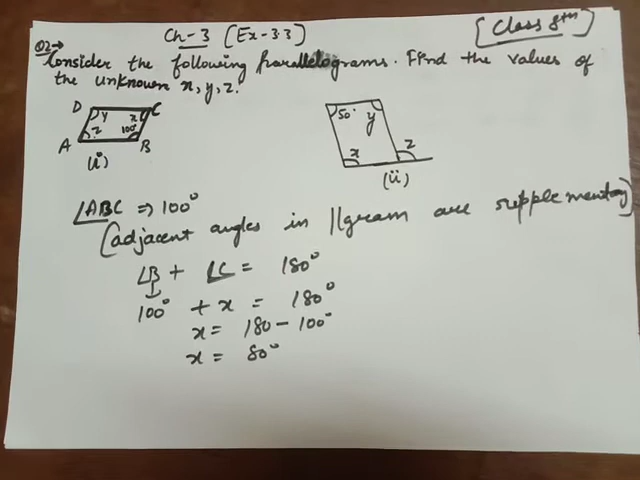 Ch-3 [Ex-3.3]
[Class 8th]
Q2→
Consider the following parallelograms. Find the values of
the unknown x, y, z.
D y x C
A z 100° B
(i)
50° y
x z
(ii)
∠ABC ⇒ 100°
(adjacent angles in ||gram are supplementary)
∠B + ∠C = 180°
100° + x = 180°
x = 180 - 100°
x = 80°